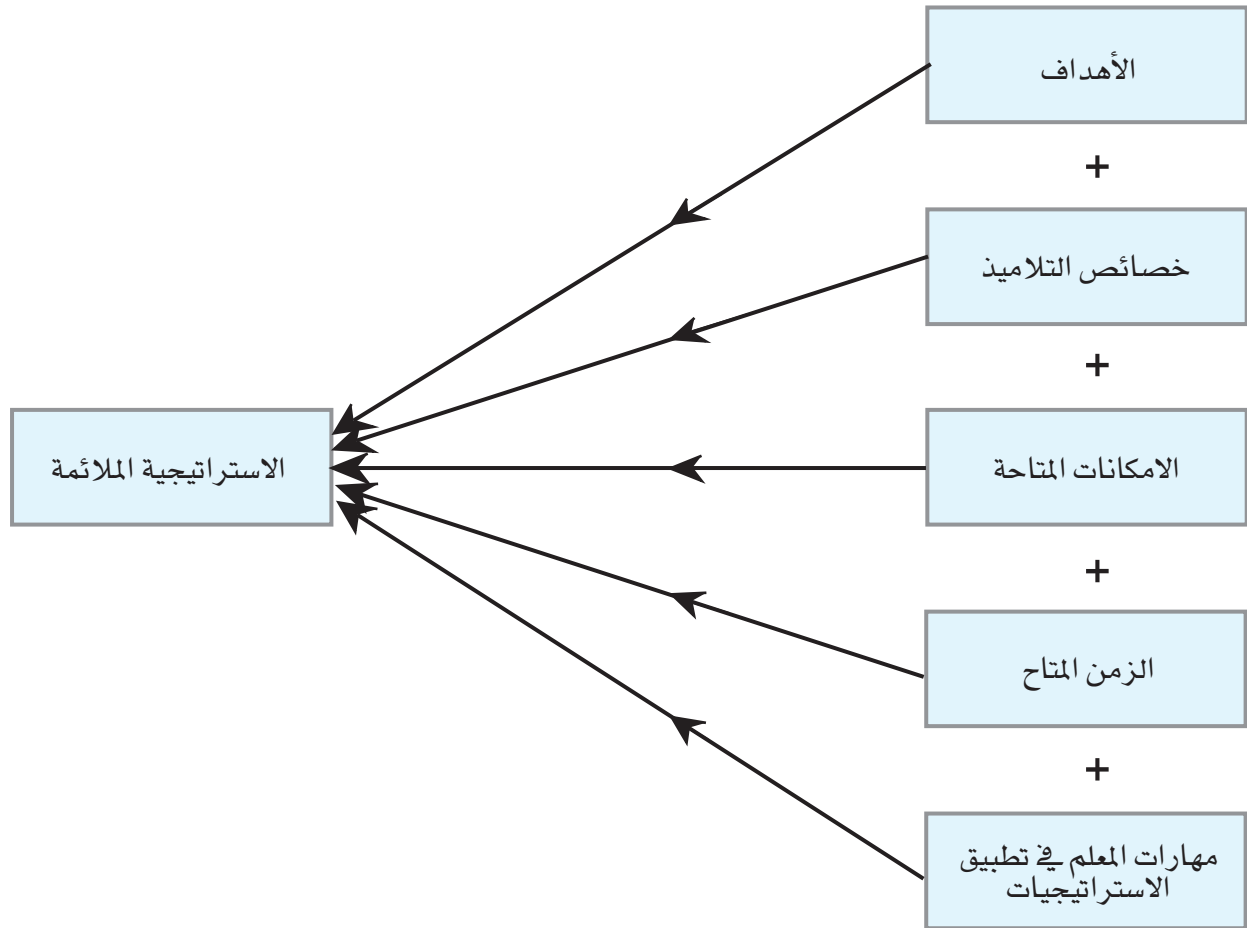 الأهداف
+
خصائص التلاميذ
+
الامكانات المتاحة
+
الزمن المتاح
+
مهارات المعلم في تطبيق
الاستراتيجيات
الاستراتيجية الملائمة